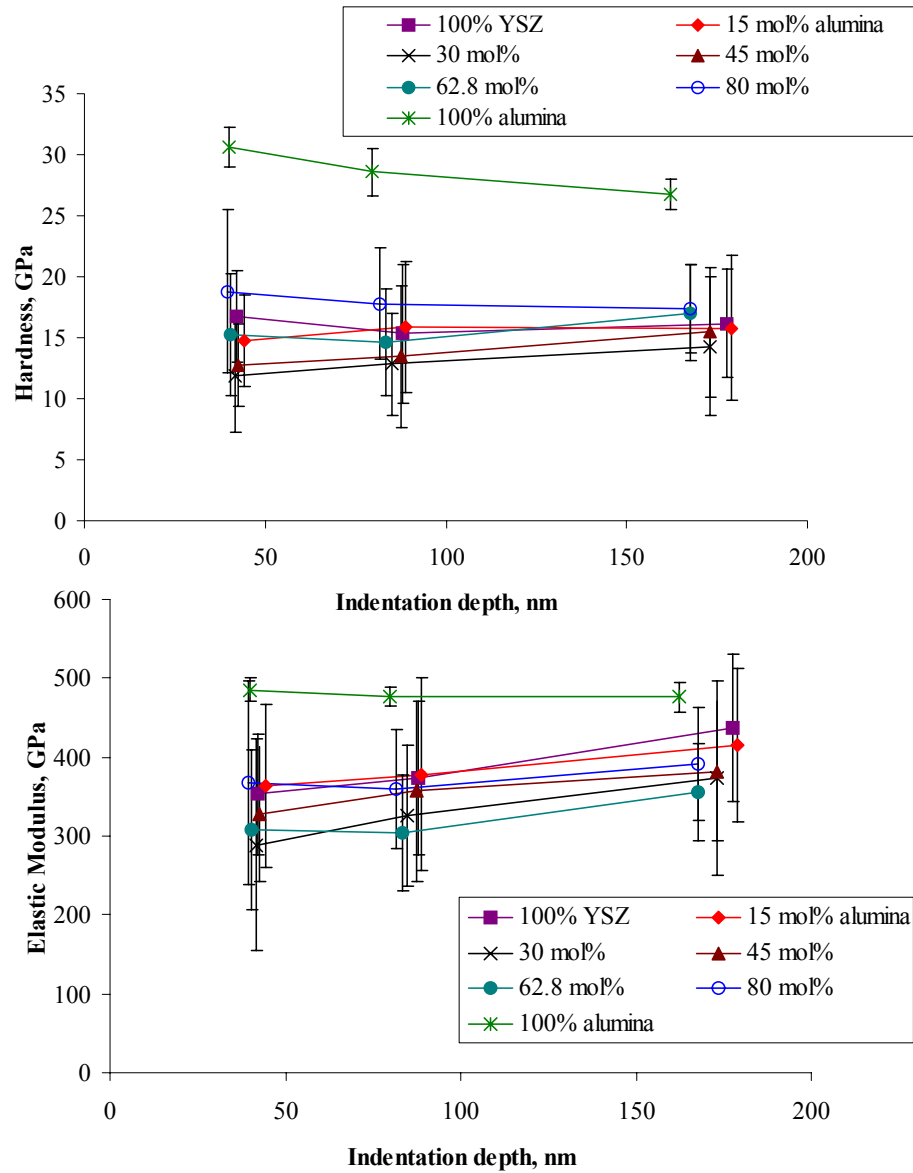 100% YSZ 15 mol% alumina
30 mol% 45 mol%
62.8 mol% 80 mol%
100% alumina
Hardness, GPa
35
30
25
20
15
10
5
0
0 50 100 150 200
Indentation depth, nm
Elastic Modulus, GPa
600
500
400
300
200
100
0
100% YSZ 15 mol% alumina
30 mol% 45 mol%
62.8 mol% 80 mol%
100% alumina
0 50 100 150 200
Indentation depth, nm